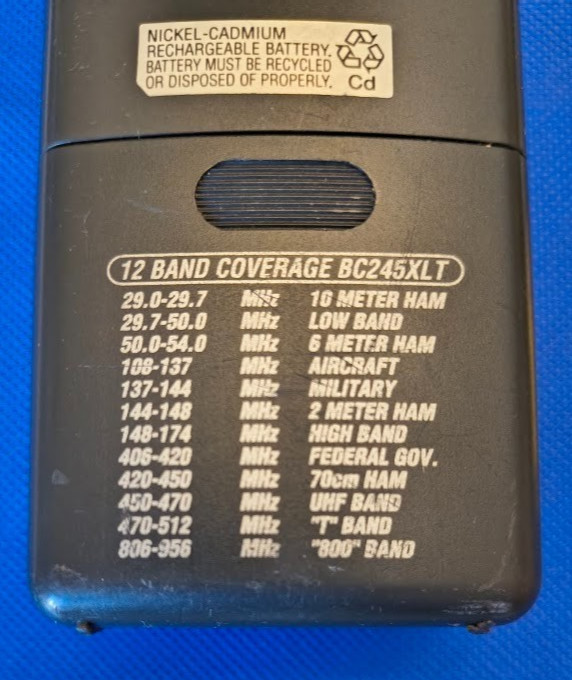 NICKEL-CADMIUM
RECHARGEABLE BATTERY.
BATTERY MUST BE RECYCLED
OR DISPOSED OF PROPERLY.
Cd
12 BAND COVERAGE BC245XLT
29.0-29.7 MHz 10 METER HAM
29.7-50.0 MHz LOW BAND
50.0-54.0 MHz 6 METER HAM
108-137 MHz AIRCRAFT
137-144 MHz MILITARY
144-148 MHz 2 METER HAM
148-174 MHz HIGH BAND
406-420 MHz FEDERAL GOV.
420-450 MHz 70cm HAM
450-470 MHz UHF BAND
470-512 MHz "T" BAND
806-956 MHz "800" BAND